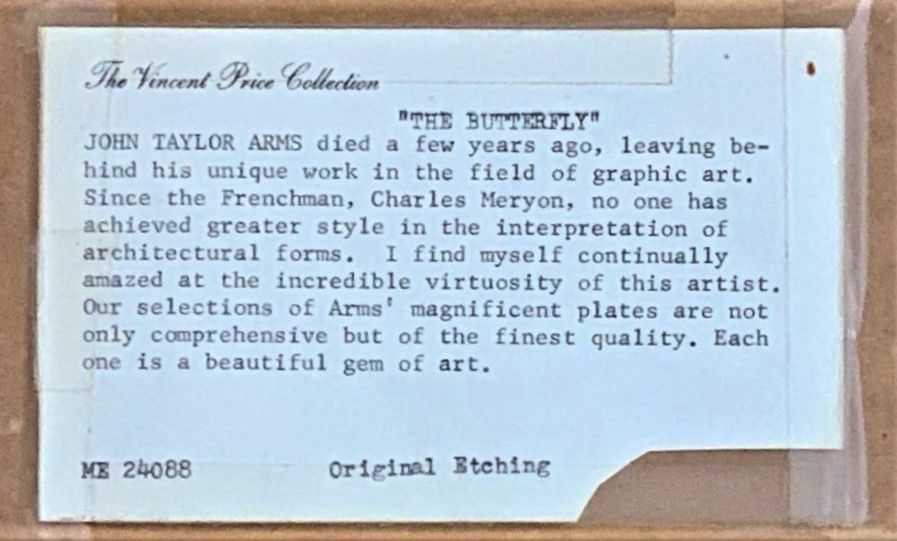 The Vincent Price Collection
"THE BUTTERFLY"
JOHN TAYLOR ARMS died a few years ago, leaving be-
hind his unique work in the field of graphic art.
Since the Frenchman, Charles Meryon, no one has
achieved greater style in the interpretation of
architectural forms.  I find myself continually
amazed at the incredible virtuosity of this artist.
Our selections of Arms' magnificent plates are not
only comprehensive but of the finest quality. Each
one is a beautiful gem of art.
ME 24088 Original Etching